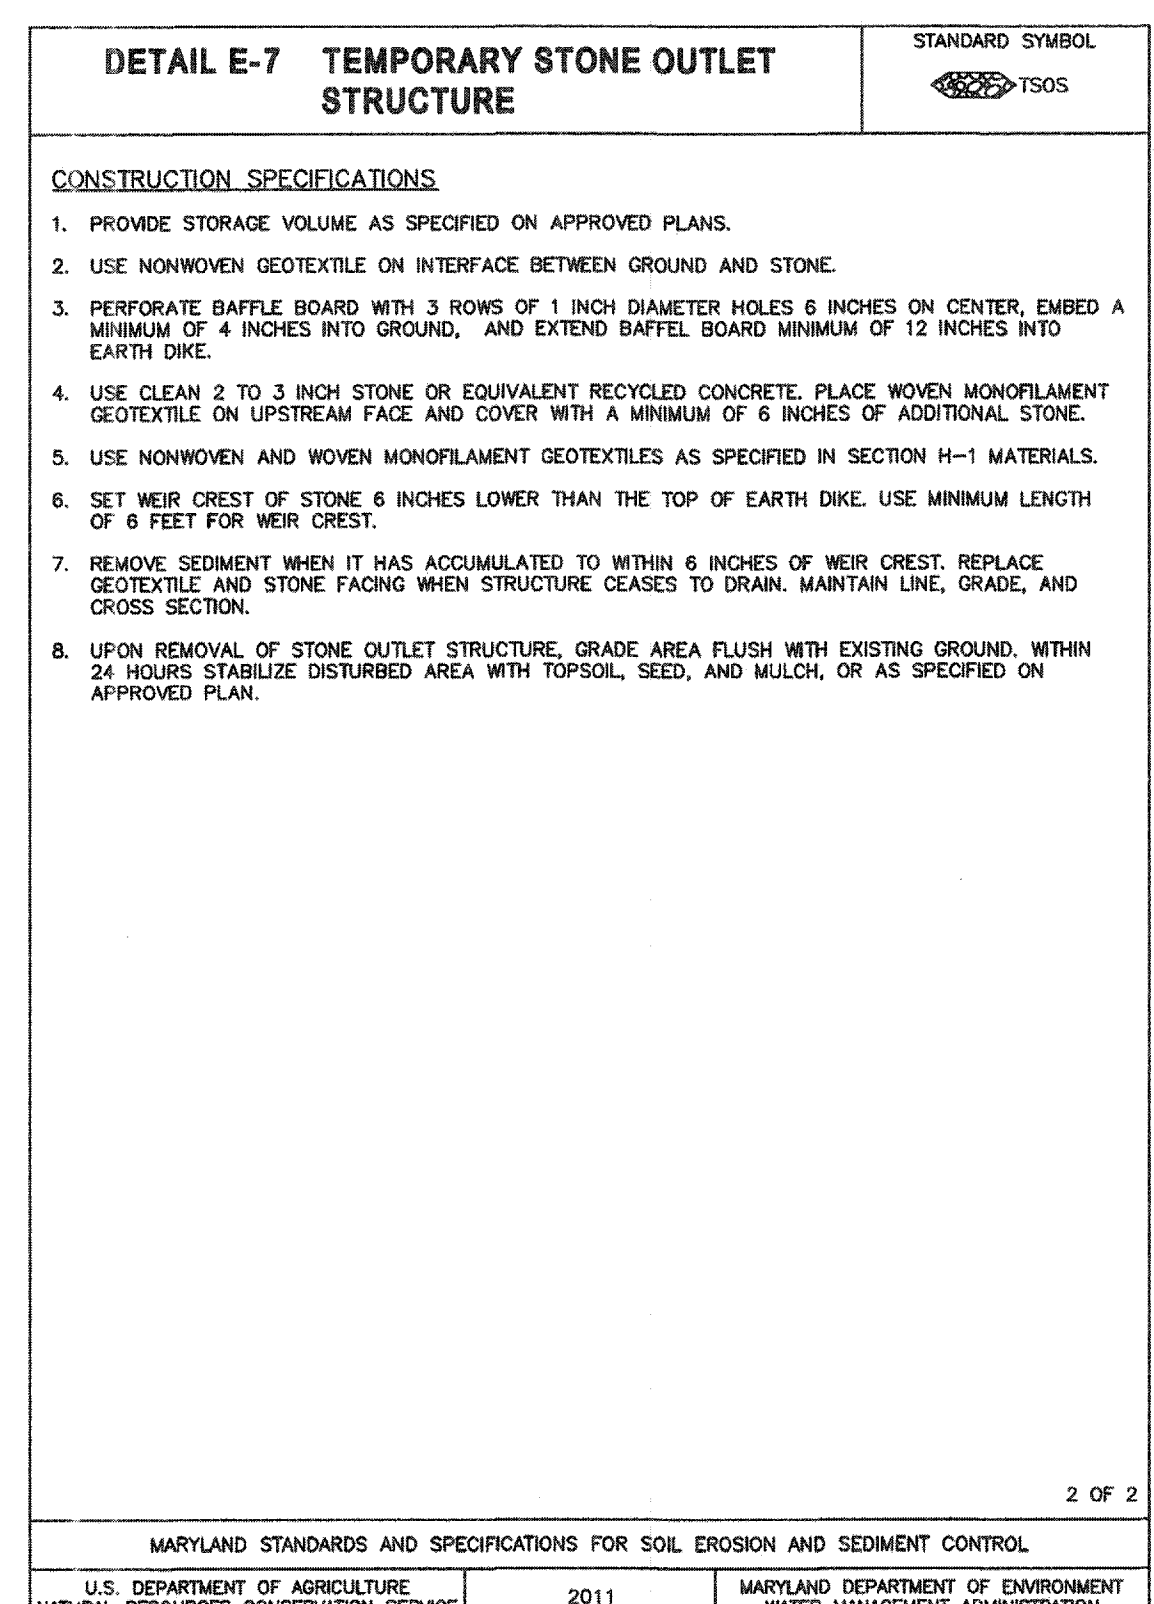 DETAIL E-7 TEMPORARY STONE OUTLET
STRUCTURE
STANDARD SYMBOL
TSOS
CONSTRUCTION SPECIFICATIONS
1. PROVIDE STORAGE VOLUME AS SPECIFIED ON APPROVED PLANS.
2. USE NONWOVEN GEOTEXTILE ON INTERFACE BETWEEN GROUND AND STONE.
3. PERFORATE BAFFLE BOARD WITH 3 ROWS OF 1 INCH DIAMETER HOLES 6 INCHES ON CENTER, EMBED A
MINIMUM OF 4 INCHES INTO GROUND, AND EXTEND BAFFEL BOARD MINIMUM OF 12 INCHES INTO
EARTH DIKE.
4. USE CLEAN 2 TO 3 INCH STONE OR EQUIVALENT RECYCLED CONCRETE. PLACE WOVEN MONOFILAMENT
GEOTEXTILE ON UPSTREAM FACE AND COVER WITH A MINIMUM OF 6 INCHES OF ADDITIONAL STONE.
5. USE NONWOVEN AND WOVEN MONOFILAMENT GEOTEXTILES AS SPECIFIED IN SECTION H-1 MATERIALS.
6. SET WEIR CREST OF STONE 6 INCHES LOWER THAN THE TOP OF EARTH DIKE. USE MINIMUM LENGTH
OF 6 FEET FOR WEIR CREST.
7. REMOVE SEDIMENT WHEN IT HAS ACCUMULATED TO WITHIN 6 INCHES OF WEIR CREST. REPLACE
GEOTEXTILE AND STONE FACING WHEN STRUCTURE CEASES TO DRAIN. MAINTAIN LINE, GRADE, AND
CROSS SECTION.
8. UPON REMOVAL OF STONE OUTLET STRUCTURE, GRADE AREA FLUSH WITH EXISTING GROUND. WITHIN
24 HOURS STABILIZE DISTURBED AREA WITH TOPSOIL, SEED, AND MULCH, OR AS SPECIFIED ON
APPROVED PLAN.
2 OF 2
MARYLAND STANDARDS AND SPECIFICATIONS FOR SOIL EROSION AND SEDIMENT CONTROL
U.S. DEPARTMENT OF AGRICULTURE
NATURAL RESOURCES CONSERVATION SERVICE
2011
MARYLAND DEPARTMENT OF ENVIRONMENT
WATER MANAGEMENT ADMINISTRATION